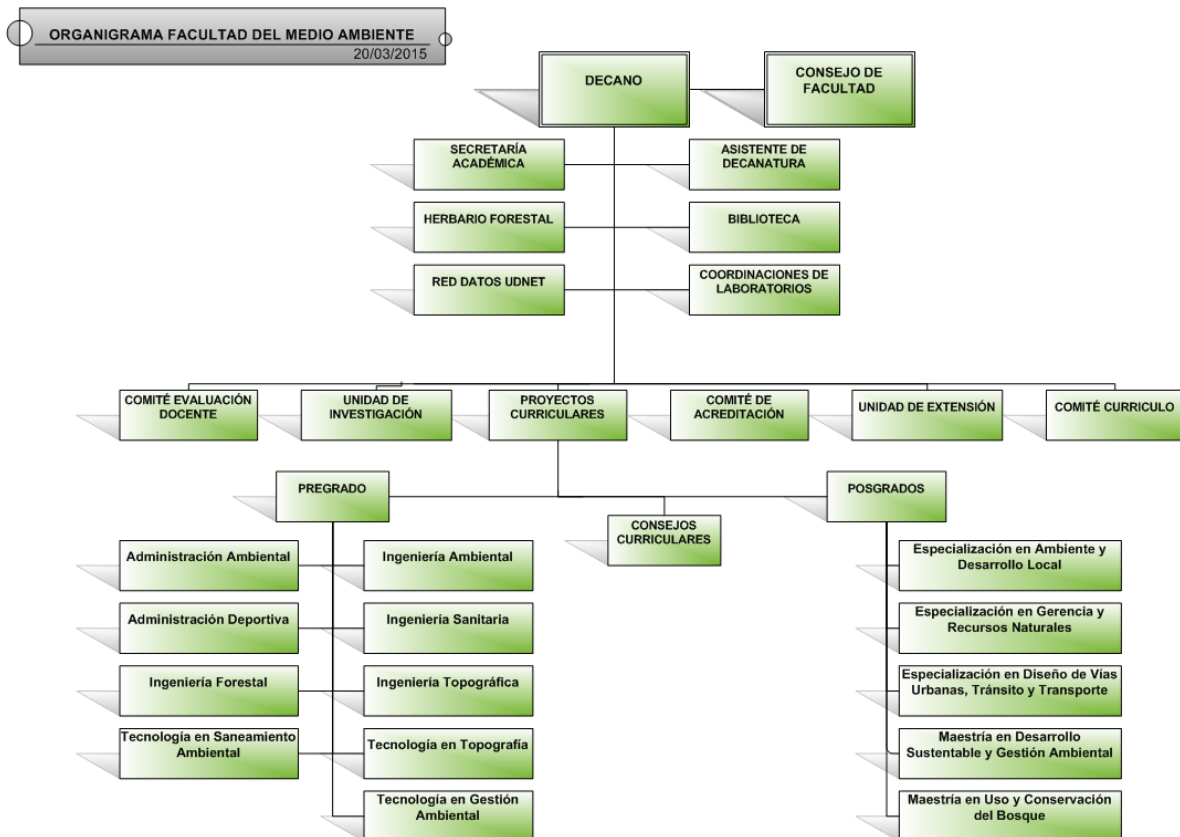 ORGANIGRAMA FACULTAD DEL MEDIO AMBIENTE
20/03/2015
DECANO
CONSEJO DE
FACULTAD
SECRETARÍA
ACADÉMICA
ASISTENTE DE
DECANATURA
HERBARIO FORESTAL
BIBLIOTECA
RED DATOS UDNET
COORDINACIONES DE
LABORATORIOS
COMITÉ EVALUACIÓN
DOCENTE
UNIDAD DE
INVESTIGACIÓN
PROYECTOS
CURRICULARES
COMITÉ DE
ACREDITACIÓN
UNIDAD DE EXTENSIÓN
COMITÉ CURRICULO
PREGRADO
CONSEJOS
CURRICULARES
POSGRADOS
Administración Ambiental
Ingeniería Ambiental
Administración Deportiva
Ingeniería Sanitaria
Ingeniería Forestal
Ingeniería Topográfica
Tecnología en Saneamiento
Ambiental
Tecnología en Topografía
Tecnología en Gestión
Ambiental
Especialización en Ambiente y
Desarrollo Local
Especialización en Gerencia y
Recursos Naturales
Especialización en Diseño de Vías
Urbanas, Tránsito y Transporte
Maestría en Desarrollo
Sustentable y Gestión Ambiental
Maestría en Uso y Conservación
del Bosque